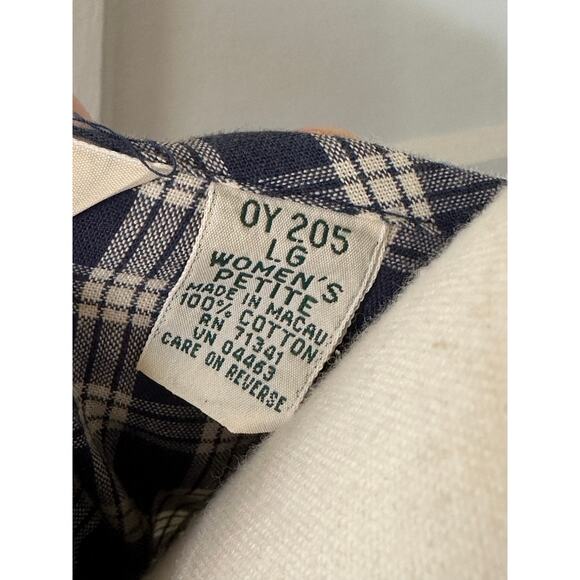 OY 205
LG
WOMEN'S
PETITE
MADE IN MACAU
100% COTTON
RN 71341
VN 04463
CARE ON REVERSE